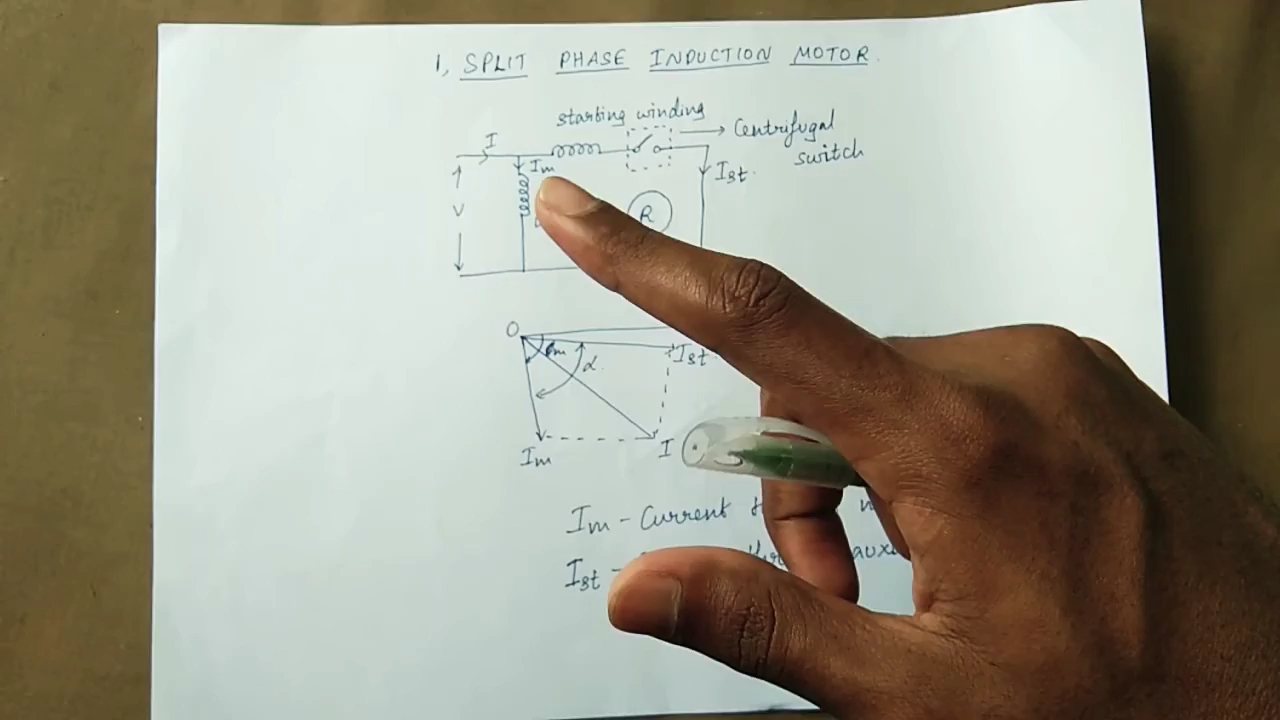 1, SPLIT PHASE INDUCTION MOTOR.
starting winding
Centrifugal
switch
I
Im
Ist.
V
R
O
Ist.
α.
Im
I
Im - Current
Ist -